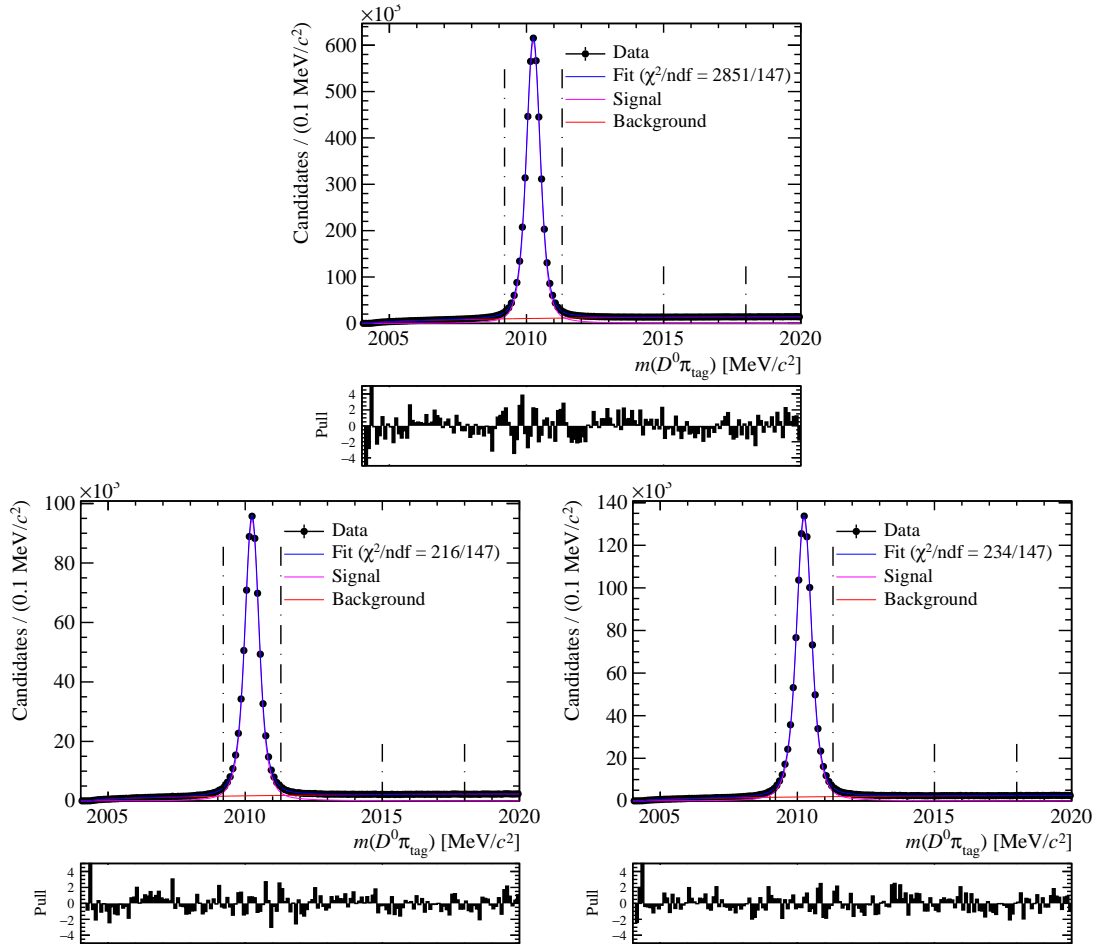 ×10³
Candidates / (0.1 MeV/c²)
600
500
400
300
200
100
0
Data
Fit (χ²/ndf = 2851/147)
Signal
Background
2005 2010 2015 2020
m(D⁰π_tag) [MeV/c²]
Pull
4
2
0
−2
−4
×10³
Candidates / (0.1 MeV/c²)
100
80
60
40
20
0
Data
Fit (χ²/ndf = 216/147)
Signal
Background
2005 2010 2015 2020
m(D⁰π_tag) [MeV/c²]
Pull
4
2
0
−2
−4
×10³
Candidates / (0.1 MeV/c²)
140
120
100
80
60
40
20
0
Data
Fit (χ²/ndf = 234/147)
Signal
Background
2005 2010 2015 2020
m(D⁰π_tag) [MeV/c²]
Pull
4
2
0
−2
−4